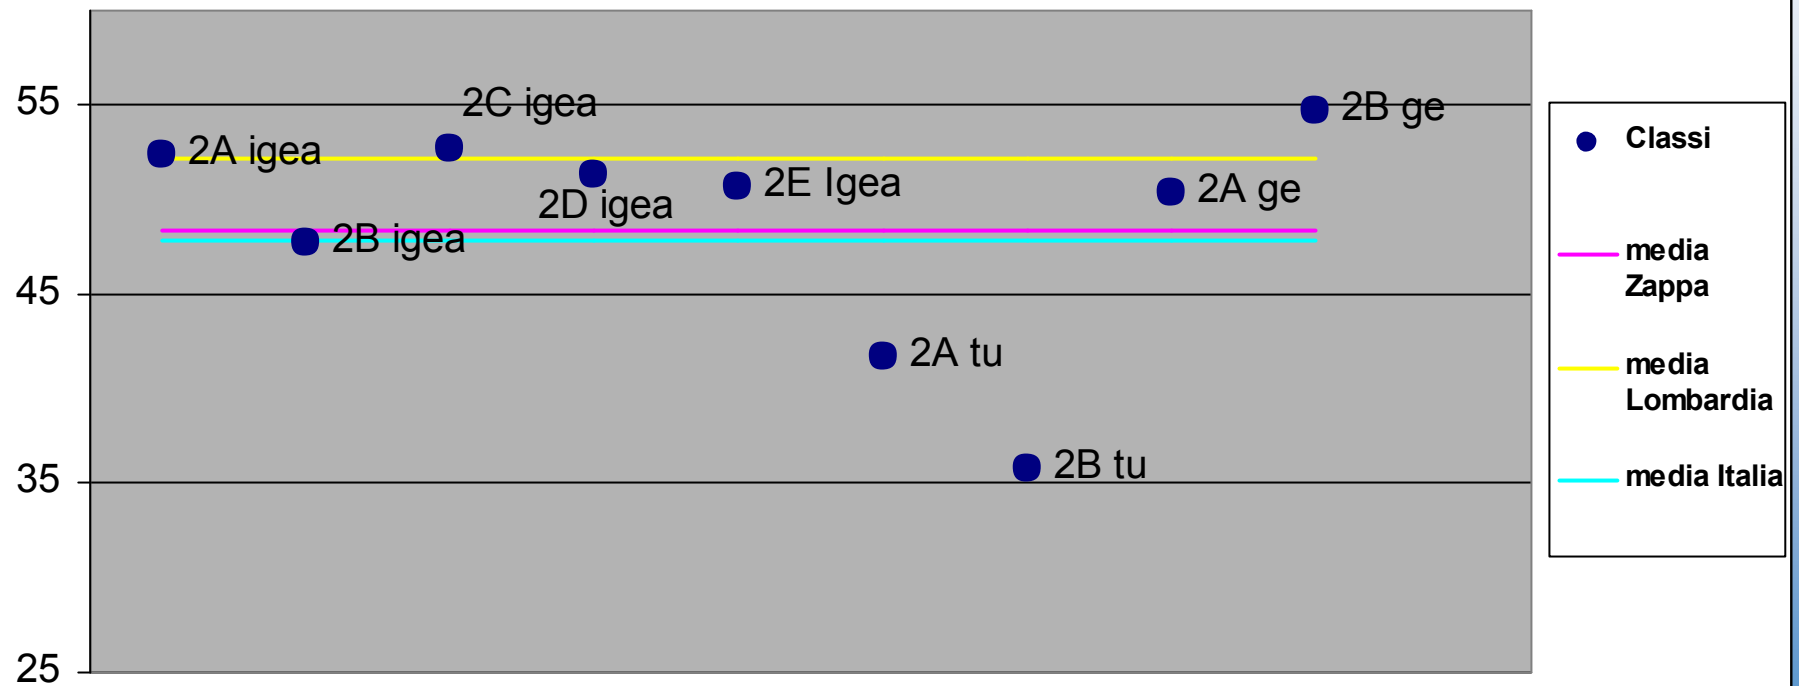 55
45
35
25
2A igea
2B igea
2C igea
2D igea
2E Igea
2A tu
2B tu
2A ge
2B ge
Classi
media
Zappa
media
Lombardia
media Italia